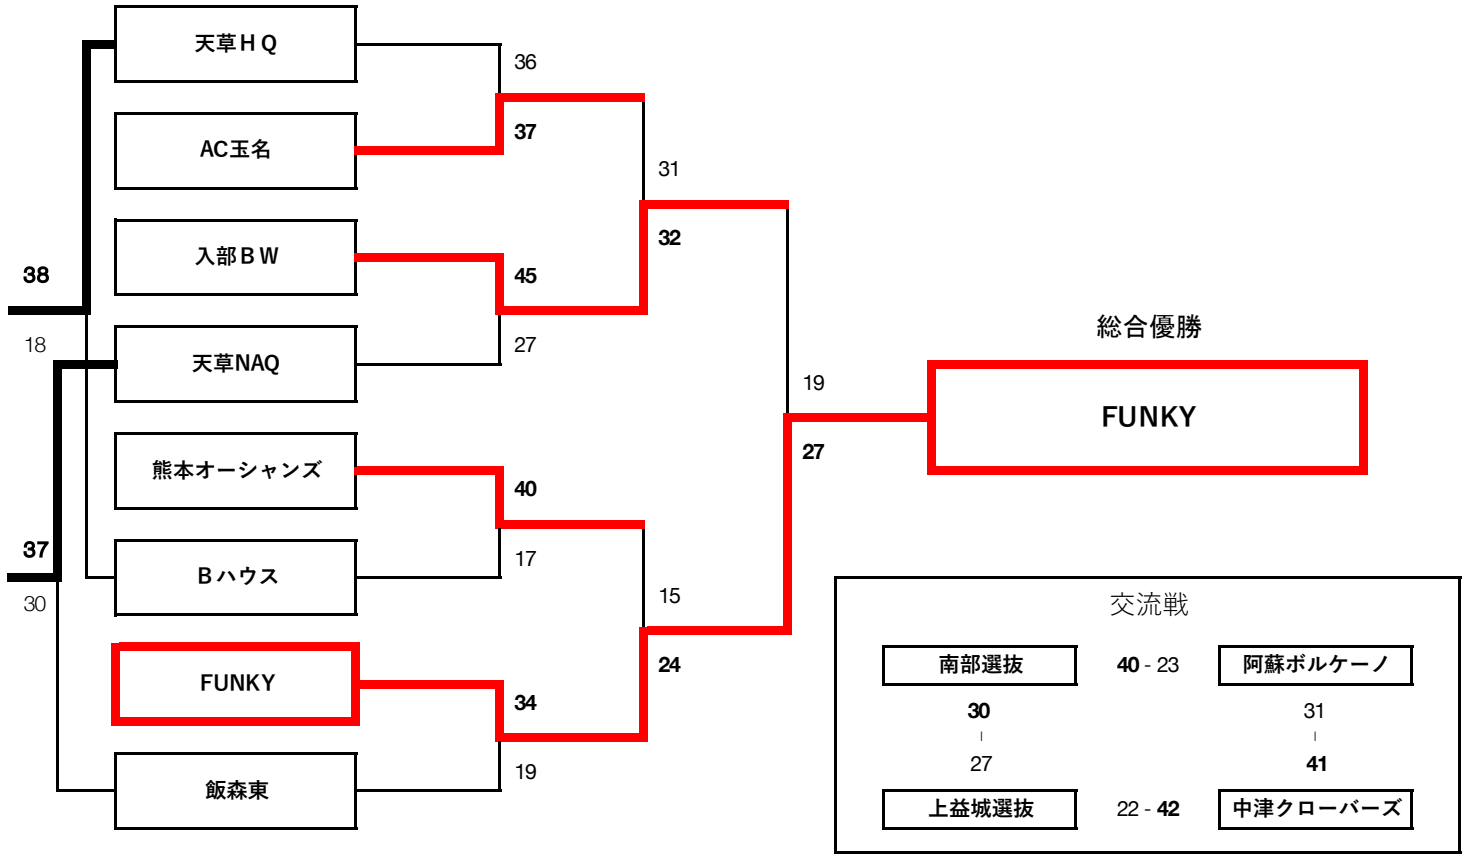 天草ＨＱ
36
37
AC玉名
31
32
入部ＢＷ
45
27
天草NAQ
38
18
19
27
総合優勝
FUNKY
熊本オーシャンズ
40
17
Ｂハウス
37
30
15
24
FUNKY
34
19
飯森東
交流戦
南部選抜 40 - 23 阿蘇ボルケーノ
30 31
- -
27 41
上益城選抜 22 - 42 中津クローバーズ